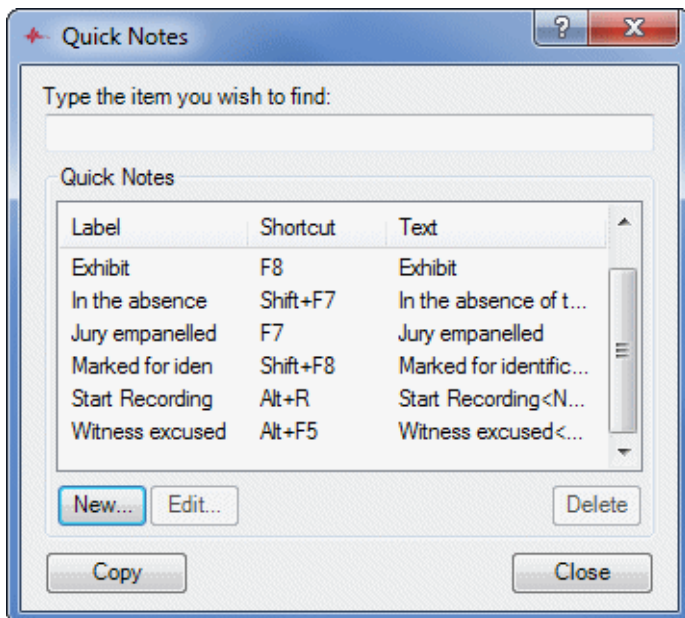 Quick Notes
Type the item you wish to find:
Quick Notes
Label Shortcut Text
Exhibit F8 Exhibit
In the absence Shift+F7 In the absence of t...
Jury empanelled F7 Jury empanelled
Marked for iden Shift+F8 Marked for identific...
Start Recording Alt+R Start Recording<N...
Witness excused Alt+F5 Witness excused<...
New... Edit... Delete
Copy Close